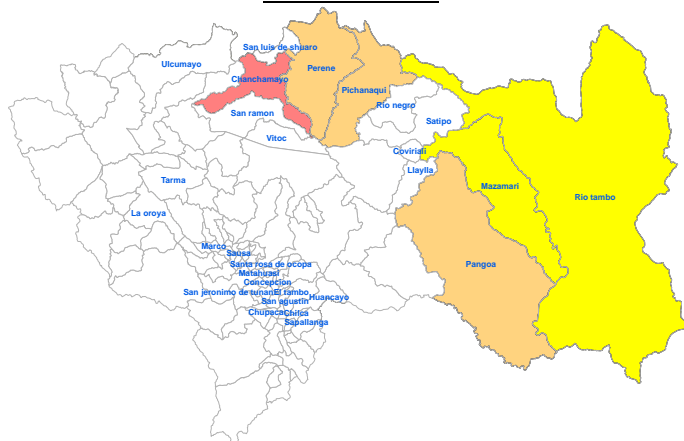 San luis de shuaro
Ulcumayo
Perene
Chanchamayo
Pichanaqui
Rio negro
San ramon
Satipo
Vitoc
Coviriali
Llaylla
Tarma
Mazamari
Rio tambo
La oroya
Marco
Sausa
Santa rosa de ocopa
Pangoa
Matahuasi
Concepcion
San jeronimo de tunan
El tambo
San agustin
Huancayo
Chupaca
Chilca
Sapallanga